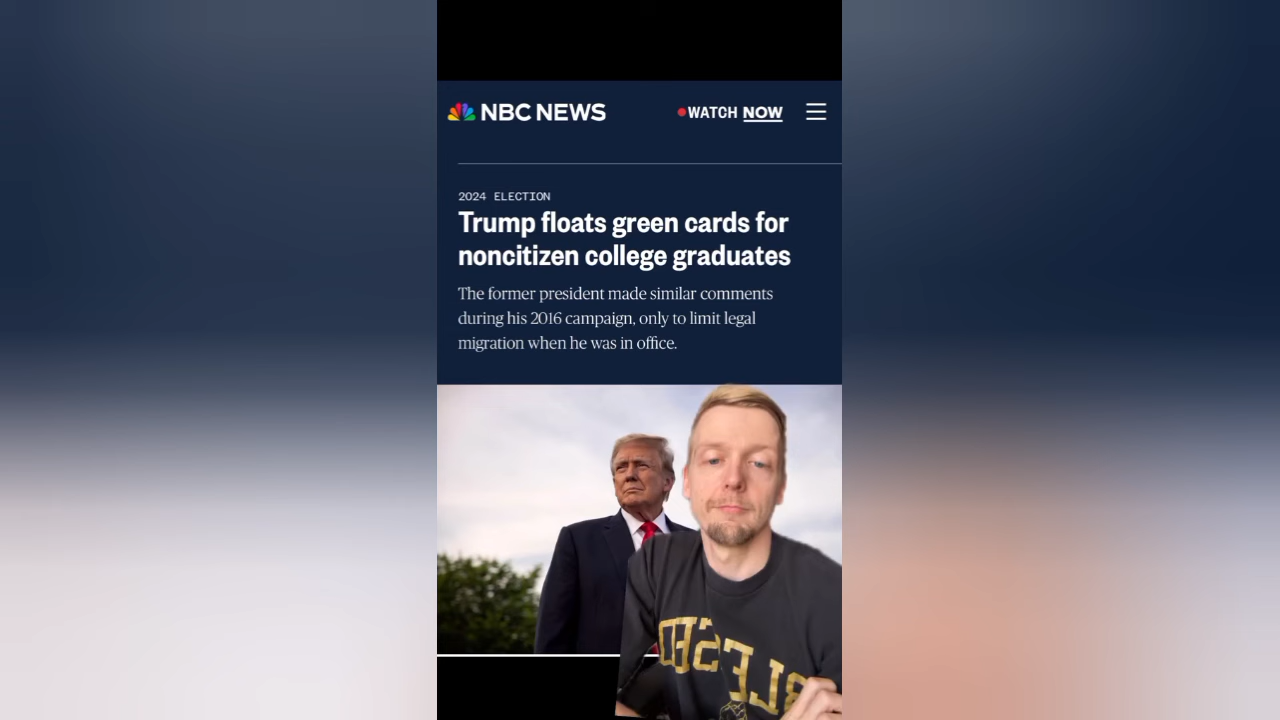 NBC NEWS
WATCH NOW
2024 ELECTION
Trump floats green cards for
noncitizen college graduates
The former president made similar comments
during his 2016 campaign, only to limit legal
migration when he was in office.
BLESSED